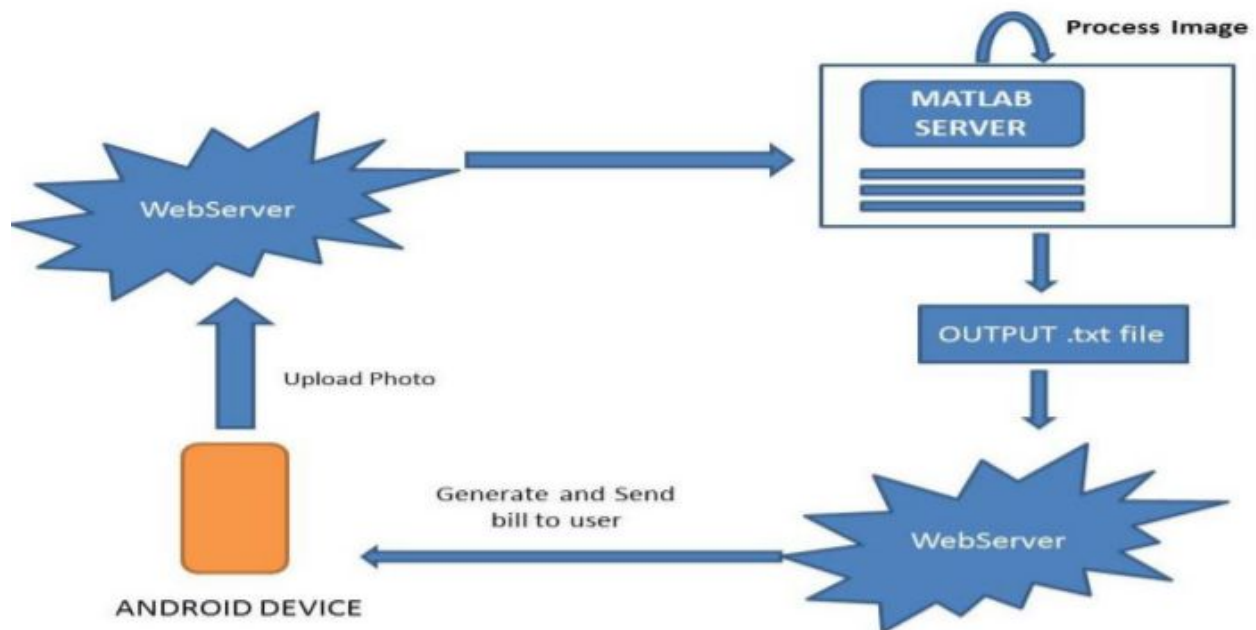 Process Image
MATLAB
SERVER
WebServer
OUTPUT .txt file
Upload Photo
Generate and Send
bill to user
WebServer
ANDROID DEVICE